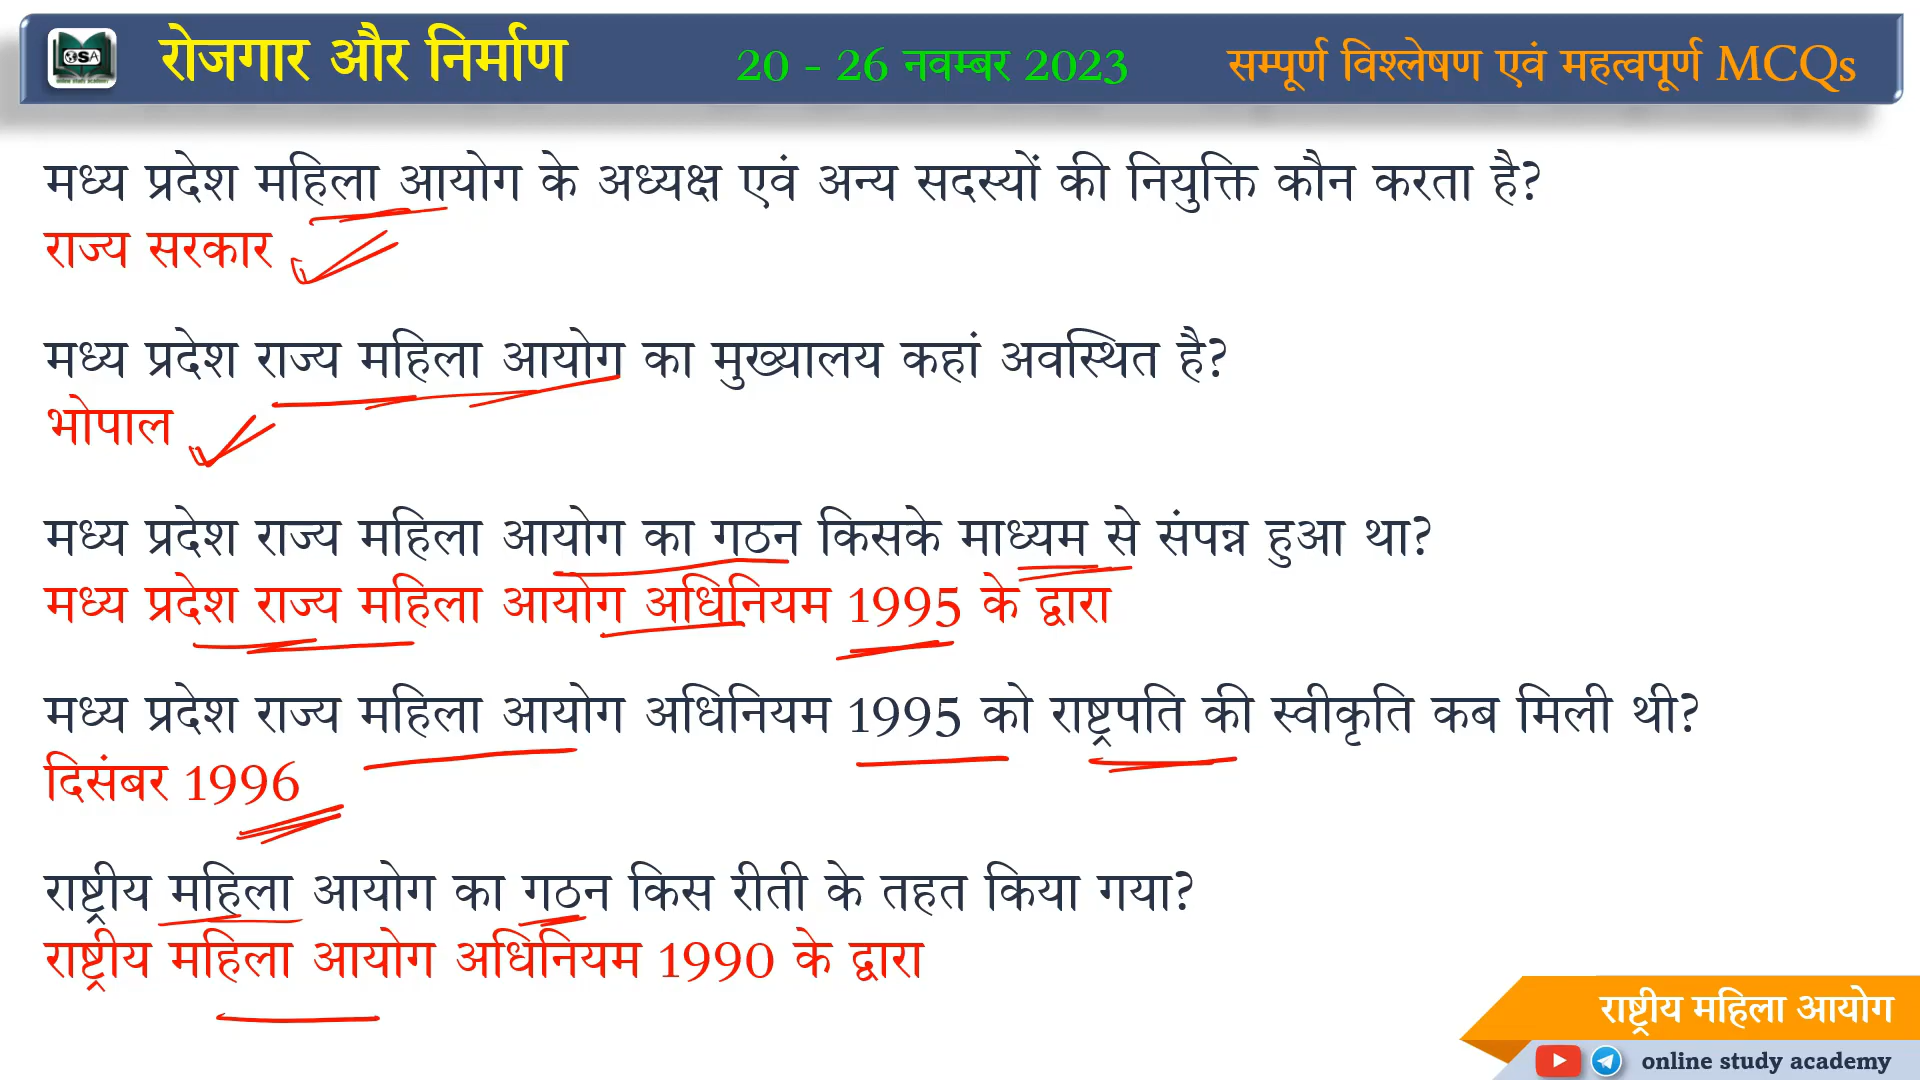 OSA
रोजगार और निर्माण
20 - 26 नवम्बर 2023
सम्पूर्ण विश्लेषण एवं महत्वपूर्ण MCQs
मध्य प्रदेश महिला आयोग के अध्यक्ष एवं अन्य सदस्यों की नियुक्ति कौन करता है?
राज्य सरकार
मध्य प्रदेश राज्य महिला आयोग का मुख्यालय कहां अवस्थित है?
भोपाल
मध्य प्रदेश राज्य महिला आयोग का गठन किसके माध्यम से संपन्न हुआ था?
मध्य प्रदेश राज्य महिला आयोग अधिनियम 1995 के द्वारा
मध्य प्रदेश राज्य महिला आयोग अधिनियम 1995 को राष्ट्रपति की स्वीकृति कब मिली थी?
दिसंबर 1996
राष्ट्रीय महिला आयोग का गठन किस रीती के तहत किया गया?
राष्ट्रीय महिला आयोग अधिनियम 1990 के द्वारा
राष्ट्रीय महिला आयोग
online study academy